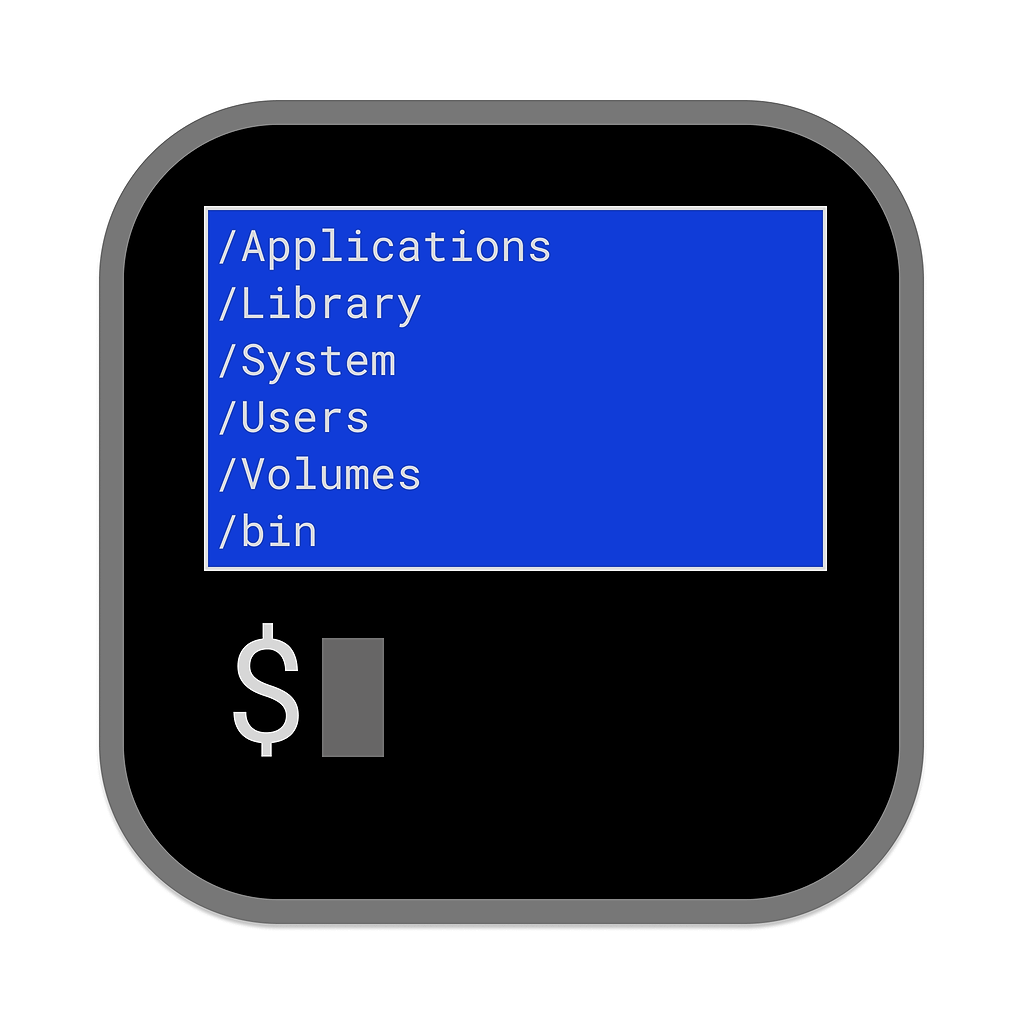 /Applications
/Library
/System
/Users
/Volumes
/bin
$